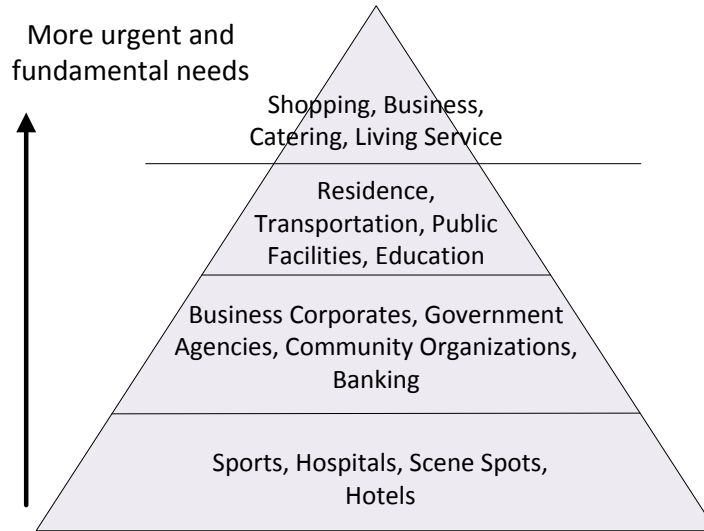 More urgent and
fundamental needs
Shopping, Business,
Catering, Living Service
Residence,
Transportation, Public
Facilities, Education
Business Corporates, Government
Agencies, Community Organizations,
Banking
Sports, Hospitals, Scene Spots,
Hotels